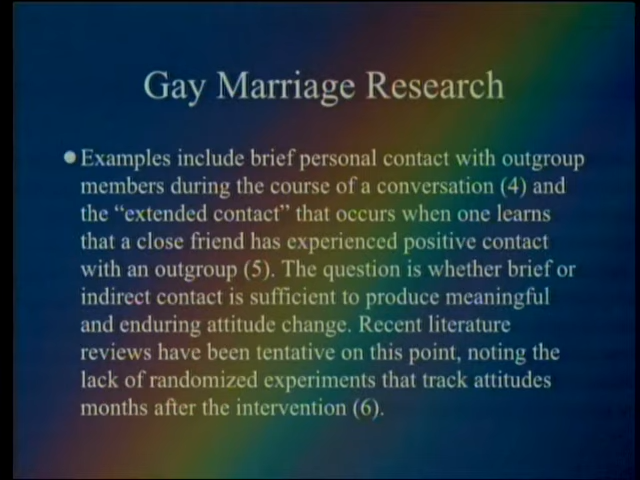 Gay Marriage Research
● Examples include brief personal contact with outgroup
members during the course of a conversation (4) and
the “extended contact” that occurs when one learns
that a close friend has experienced positive contact
with an outgroup (5). The question is whether brief or
indirect contact is sufficient to produce meaningful
and enduring attitude change. Recent literature
reviews have been tentative on this point, noting the
lack of randomized experiments that track attitudes
months after the intervention (6).